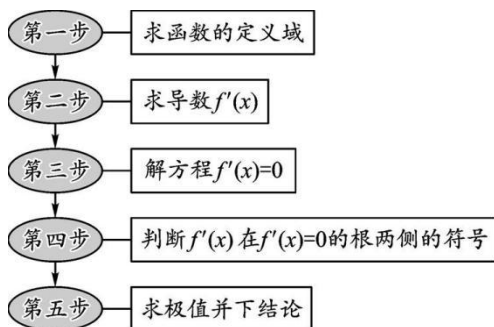 第一步 求函数的定义域
第二步 求导数f′(x)
第三步 解方程f′(x)=0
第四步 判断f′(x)在f′(x)=0的根两侧的符号
第五步 求极值并下结论